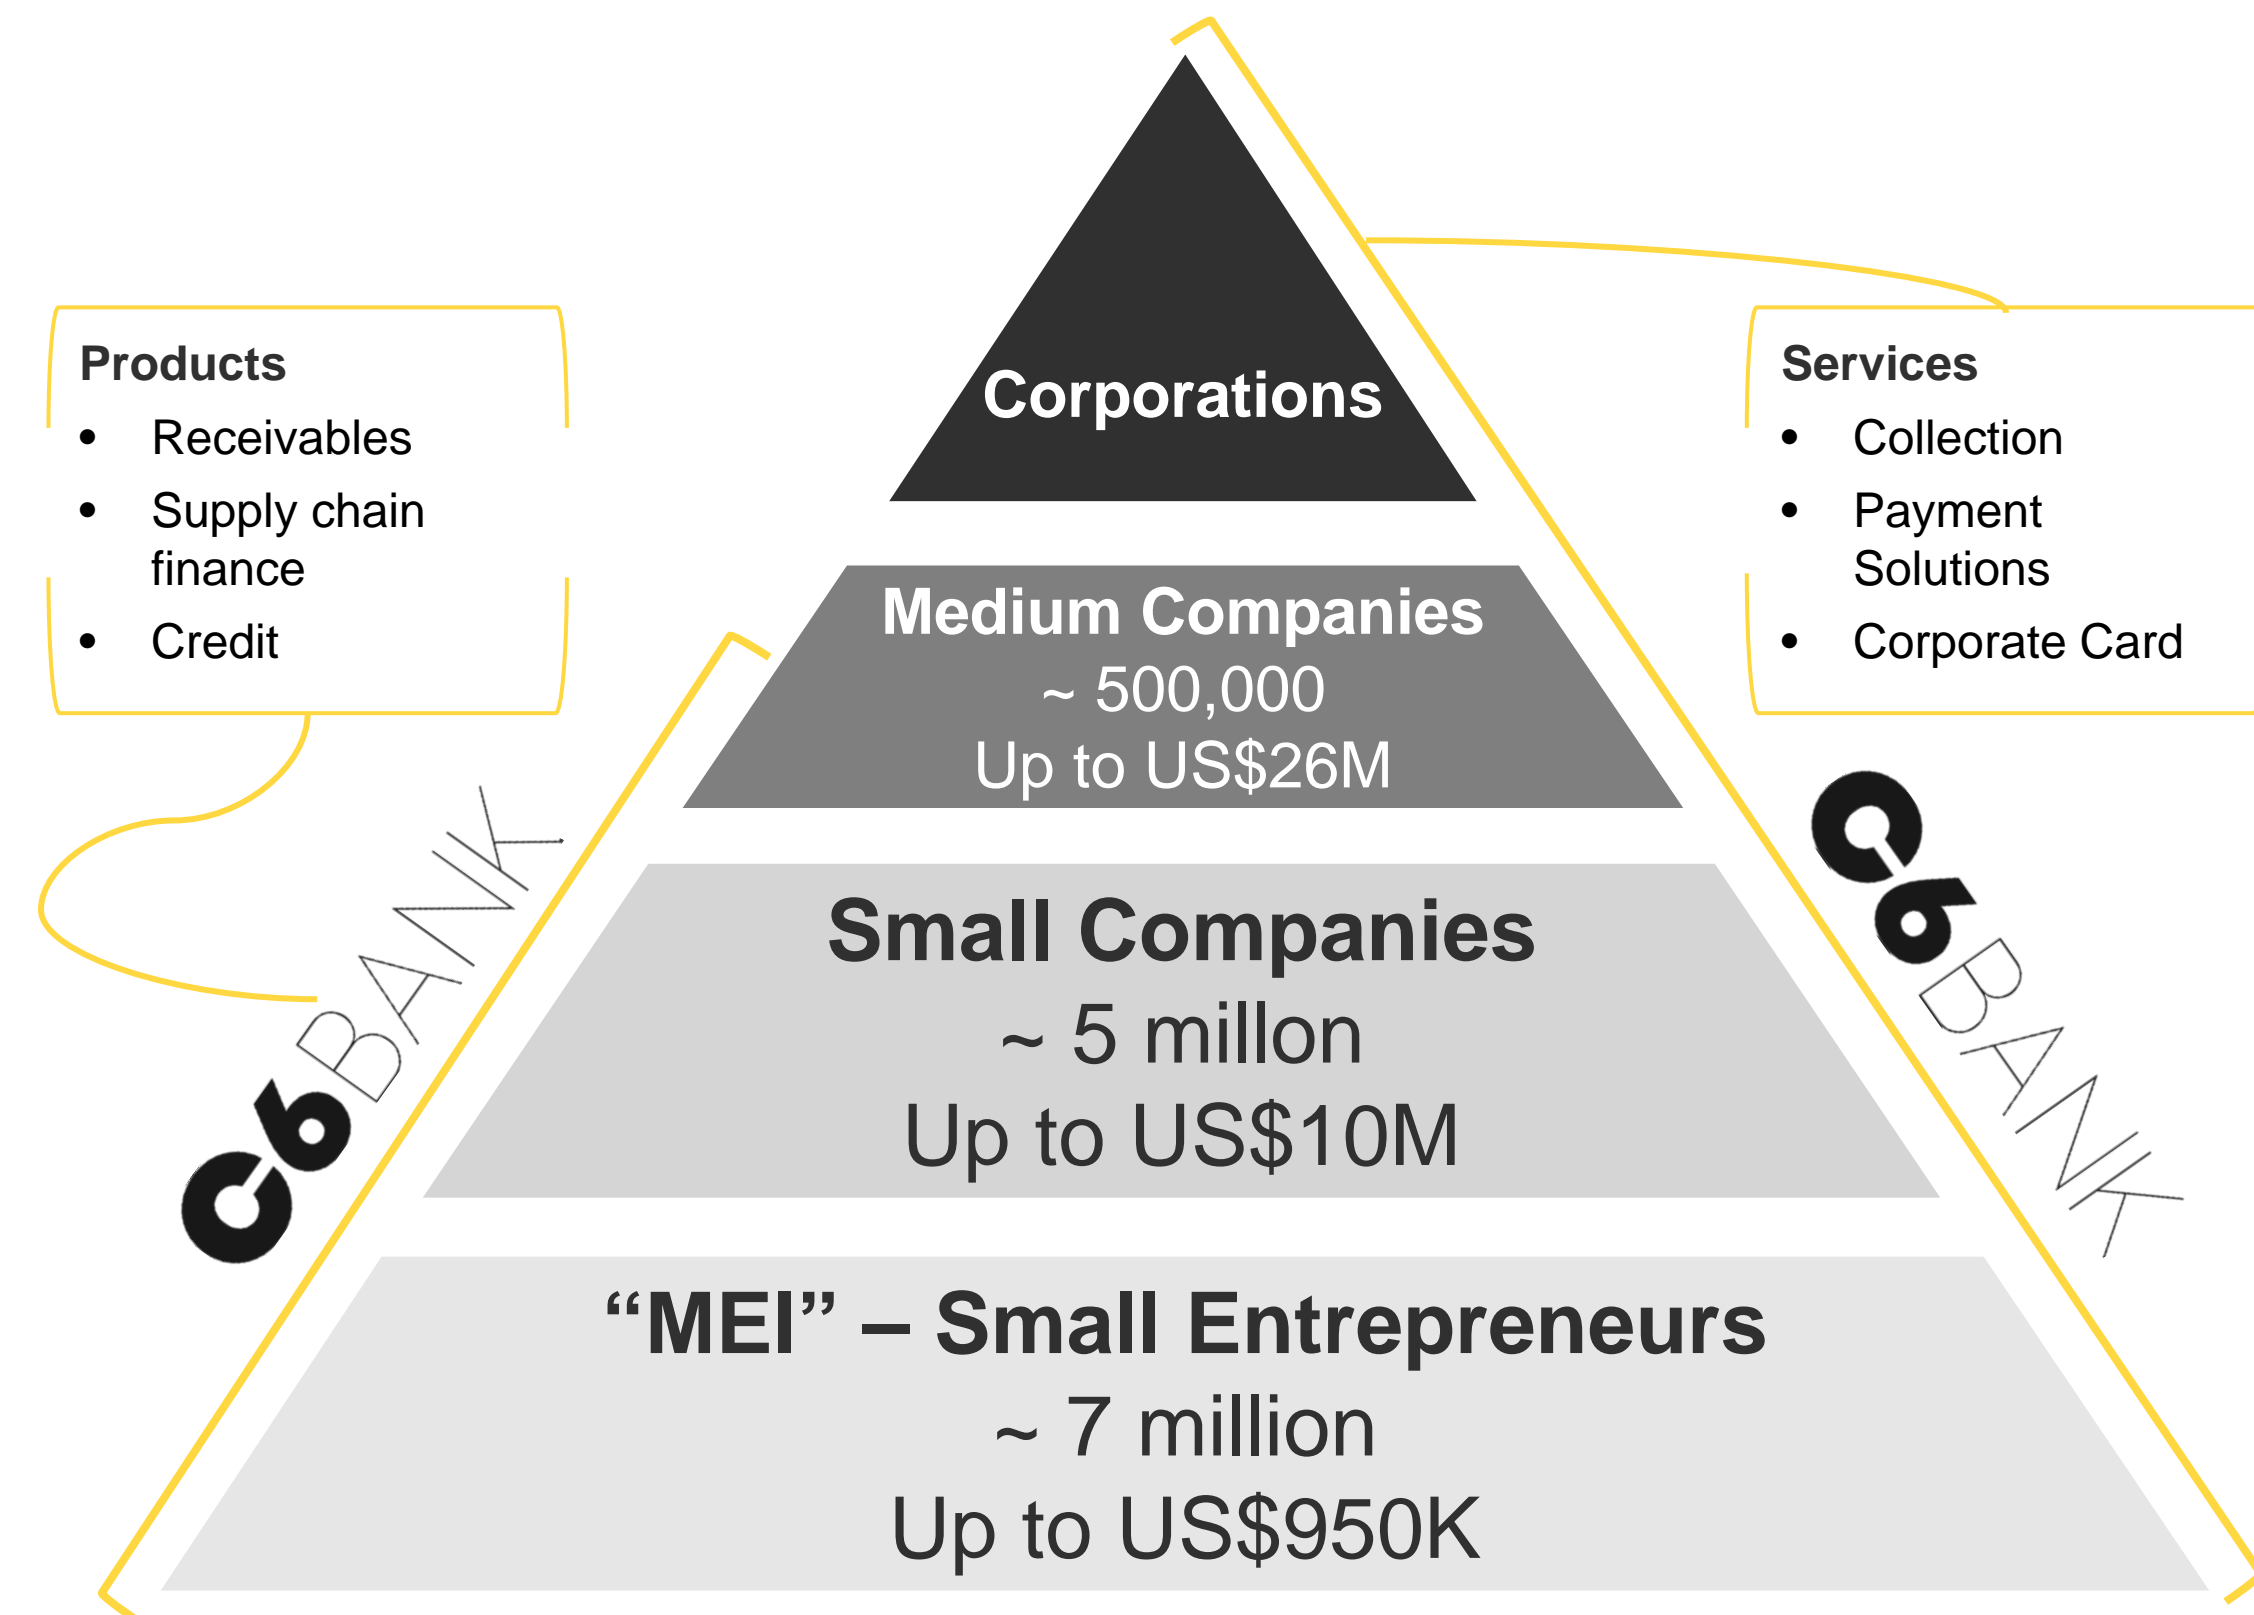 Corporations
Products
• Receivables
• Supply chain
finance
• Credit
Services
• Collection
• Payment
Solutions
• Corporate Card
Medium Companies
~ 500,000
Up to US$26M
C6BANK
C6BANK
Small Companies
~ 5 millon
Up to US$10M
“MEI” – Small Entrepreneurs
~ 7 million
Up to US$950K